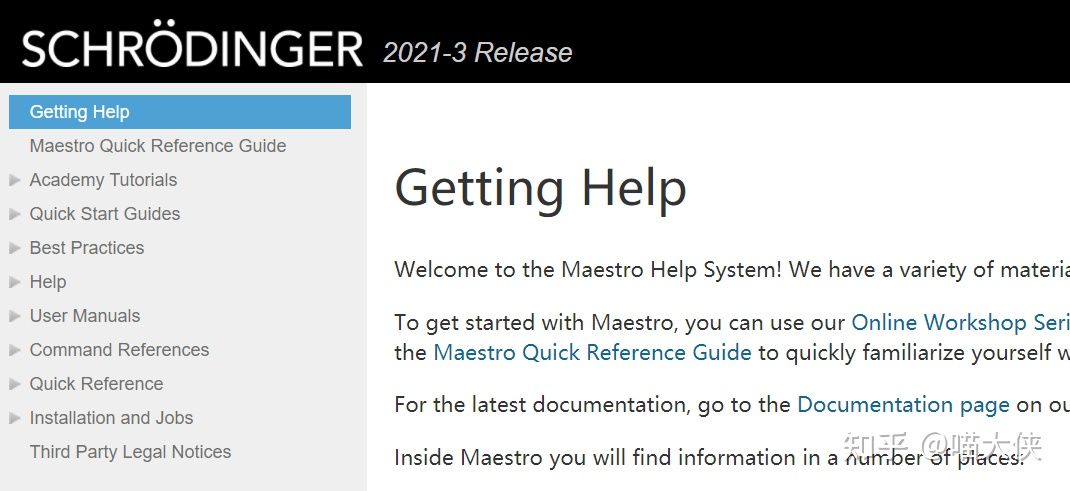 SCHRÖDINGER 2021-3 Release
Getting Help
Maestro Quick Reference Guide
Academy Tutorials
Quick Start Guides
Best Practices
Help
User Manuals
Command References
Quick Reference
Installation and Jobs
Third Party Legal Notices
Getting Help
Welcome to the Maestro Help System! We have a variety of materia
To get started with Maestro, you can use our Online Workshop Seri
the Maestro Quick Reference Guide to quickly familiarize yourself w
For the latest documentation, go to the Documentation page on ou
Inside Maestro you will find information in a number of places:
知乎 @喵大侠